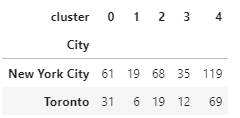 cluster 0 1 2 3 4
City
New York City 61 19 68 35 119
Toronto 31 6 19 12 69